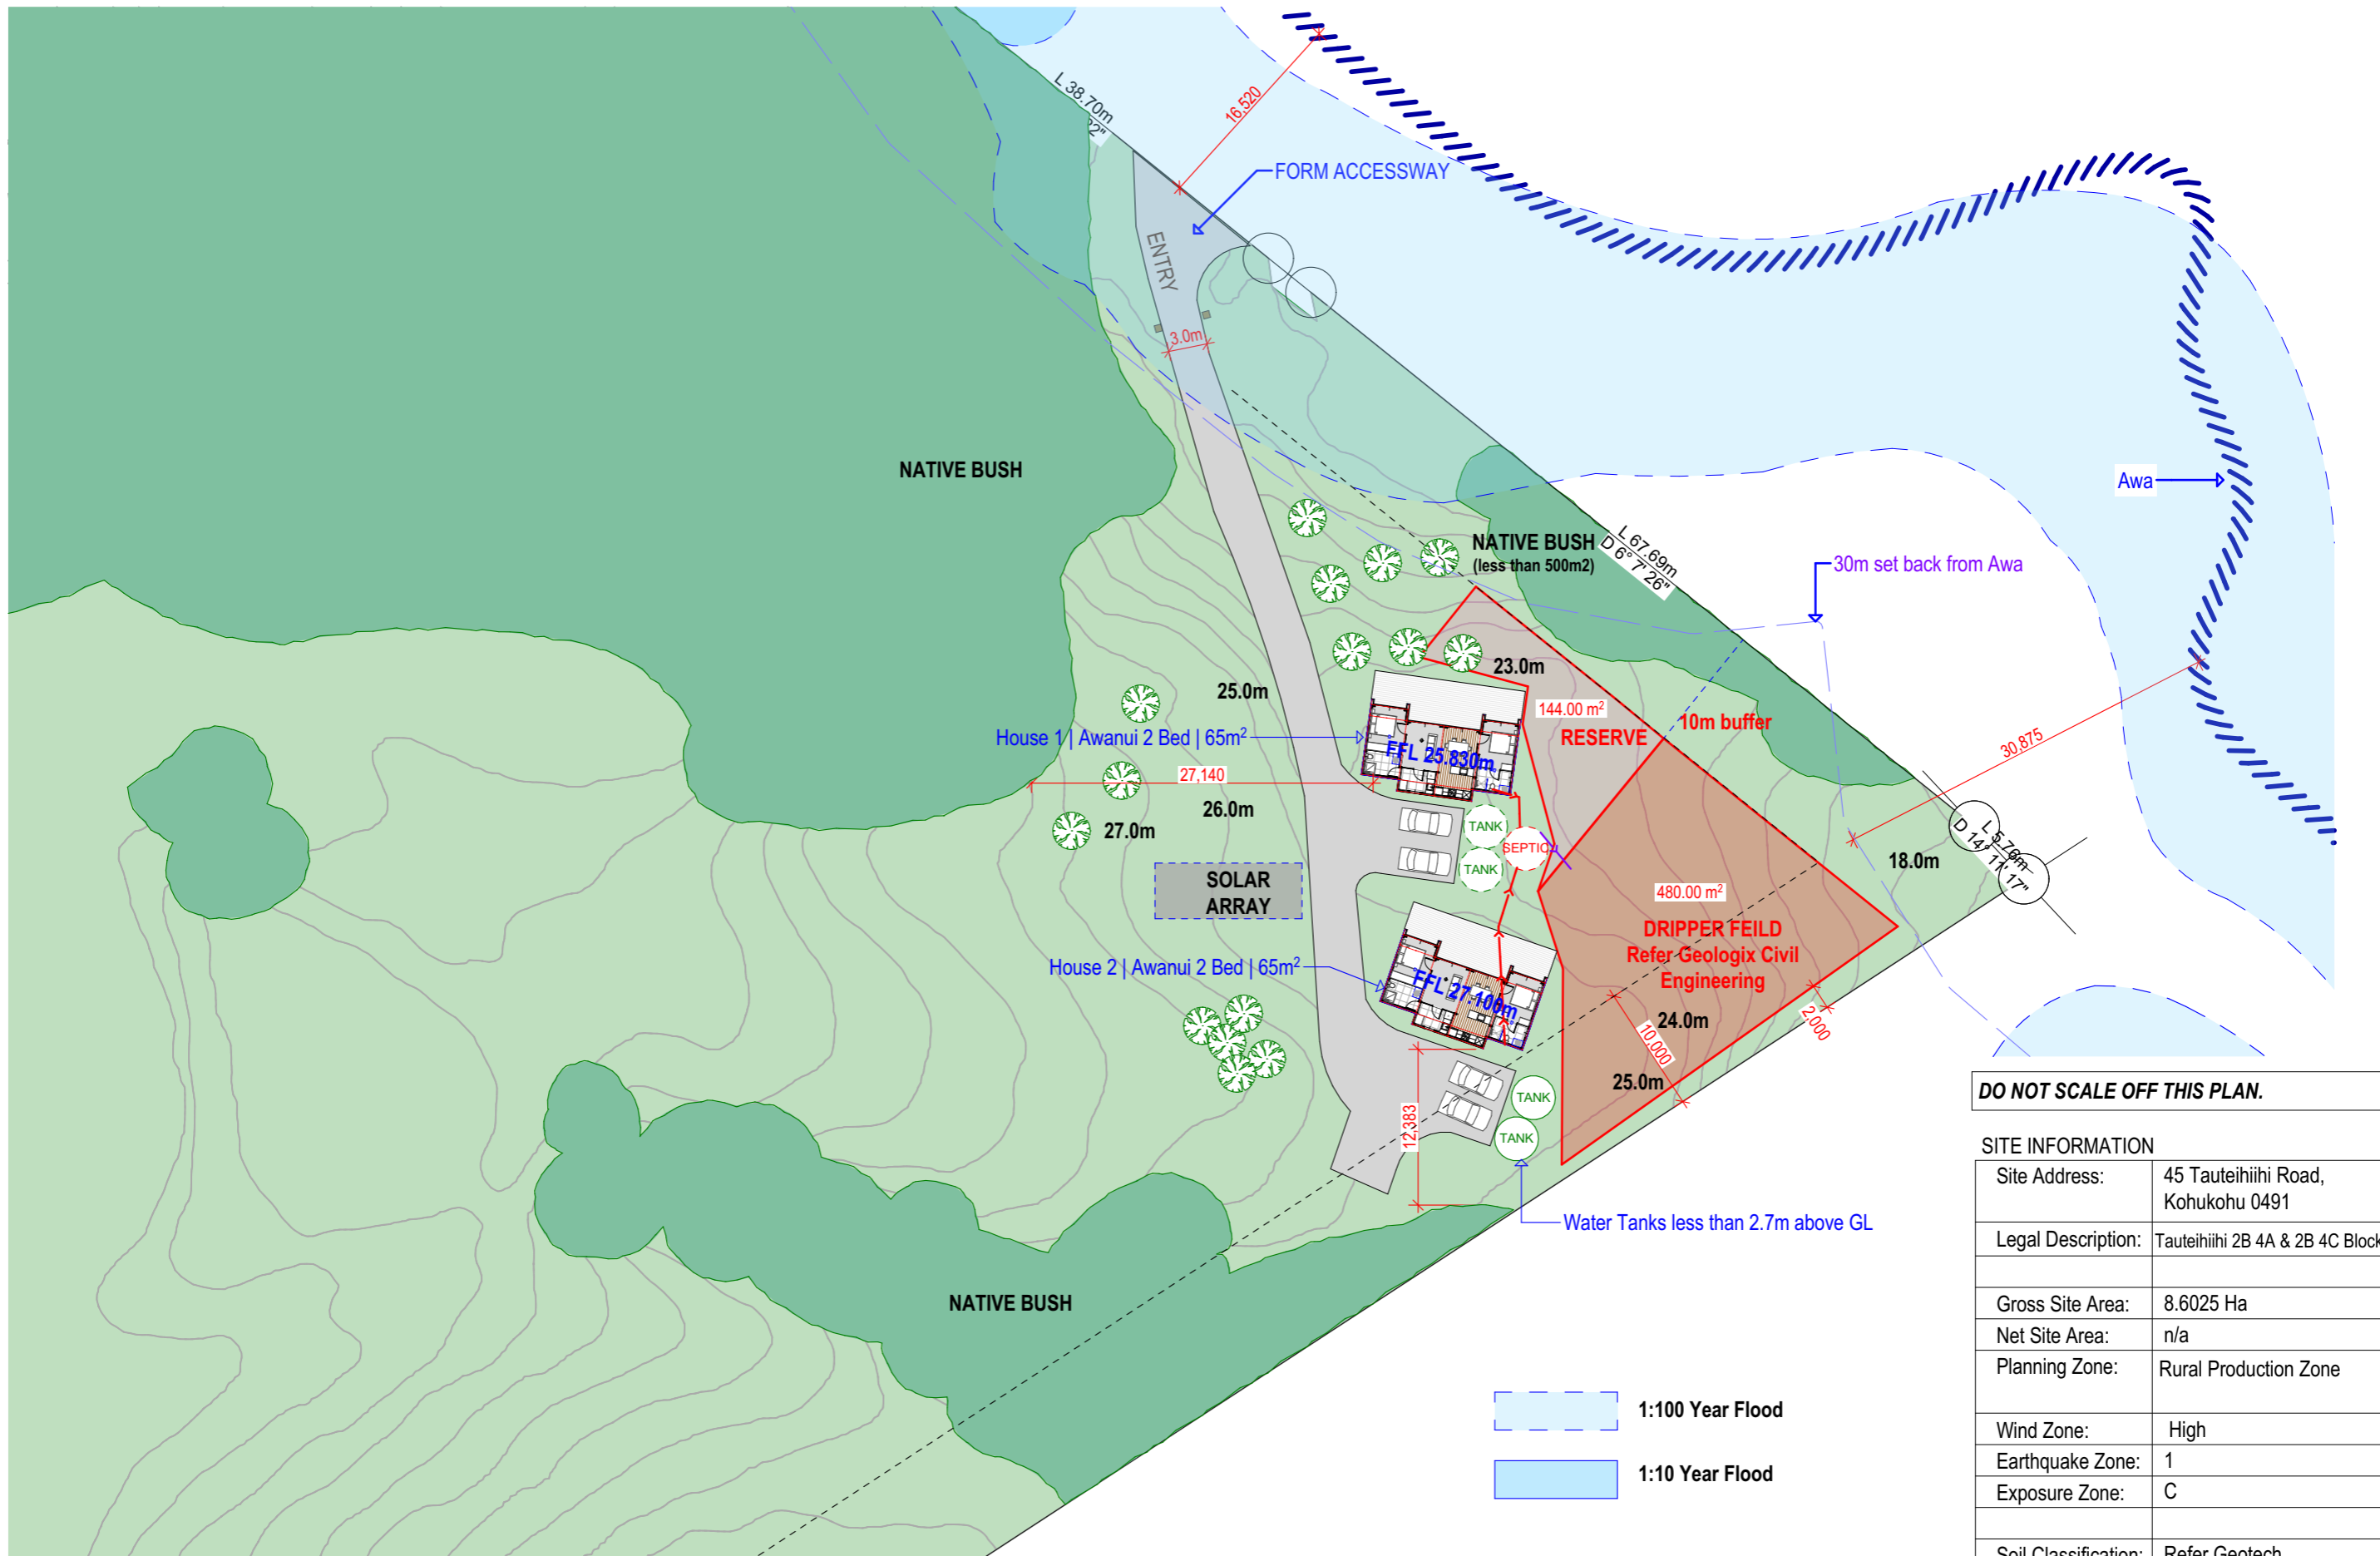 L 38.70m
22"
16,520
FORM ACCESSWAY
ENTRY
3.0m
NATIVE BUSH
Awa
NATIVE BUSH
(less than 500m2)
L 67.69m
D 6° 7' 26"
30m set back from Awa
23.0m
25.0m
144.00 m²
10m buffer
RESERVE
House 1 | Awanui 2 Bed | 65m²
FFL 25.830m
30,875
27,140
26.0m
27.0m
TANK
SEPTIC
TANK
L 5.76m
D 14° 11' 17"
18.0m
SOLAR
ARRAY
480.00 m²
DRIPPER FEILD
Refer Geologix Civil
Engineering
House 2 | Awanui 2 Bed | 65m²
FFL 27.100m
24.0m
2,000
10,000
25.0m
TANK
TANK
12,383
Water Tanks less than 2.7m above GL
NATIVE BUSH
1:100 Year Flood
1:10 Year Flood
DO NOT SCALE OFF THIS PLAN.
SITE INFORMATION
Site Address: 45 Tauteihiihi Road,
Kohukohu 0491
Legal Description: Tauteihiihi 2B 4A & 2B 4C Block
Gross Site Area: 8.6025 Ha
Net Site Area: n/a
Planning Zone: Rural Production Zone
Wind Zone: High
Earthquake Zone: 1
Exposure Zone: C
Soil Classification: Refer Geotech